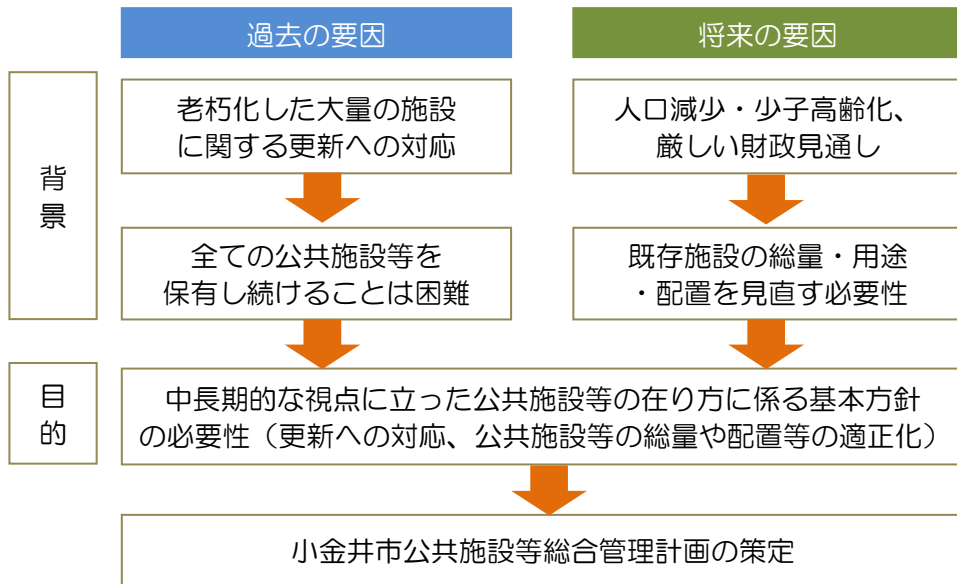 過去の要因
将来の要因
背
景
老朽化した大量の施設
に関する更新への対応
人口減少・少子高齢化、
厳しい財政見通し
全ての公共施設等を
保有し続けることは困難
既存施設の総量・用途
・配置を見直す必要性
目
的
中長期的な視点に立った公共施設等の在り方に係る基本方針
の必要性（更新への対応、公共施設等の総量や配置等の適正化）
小金井市公共施設等総合管理計画の策定